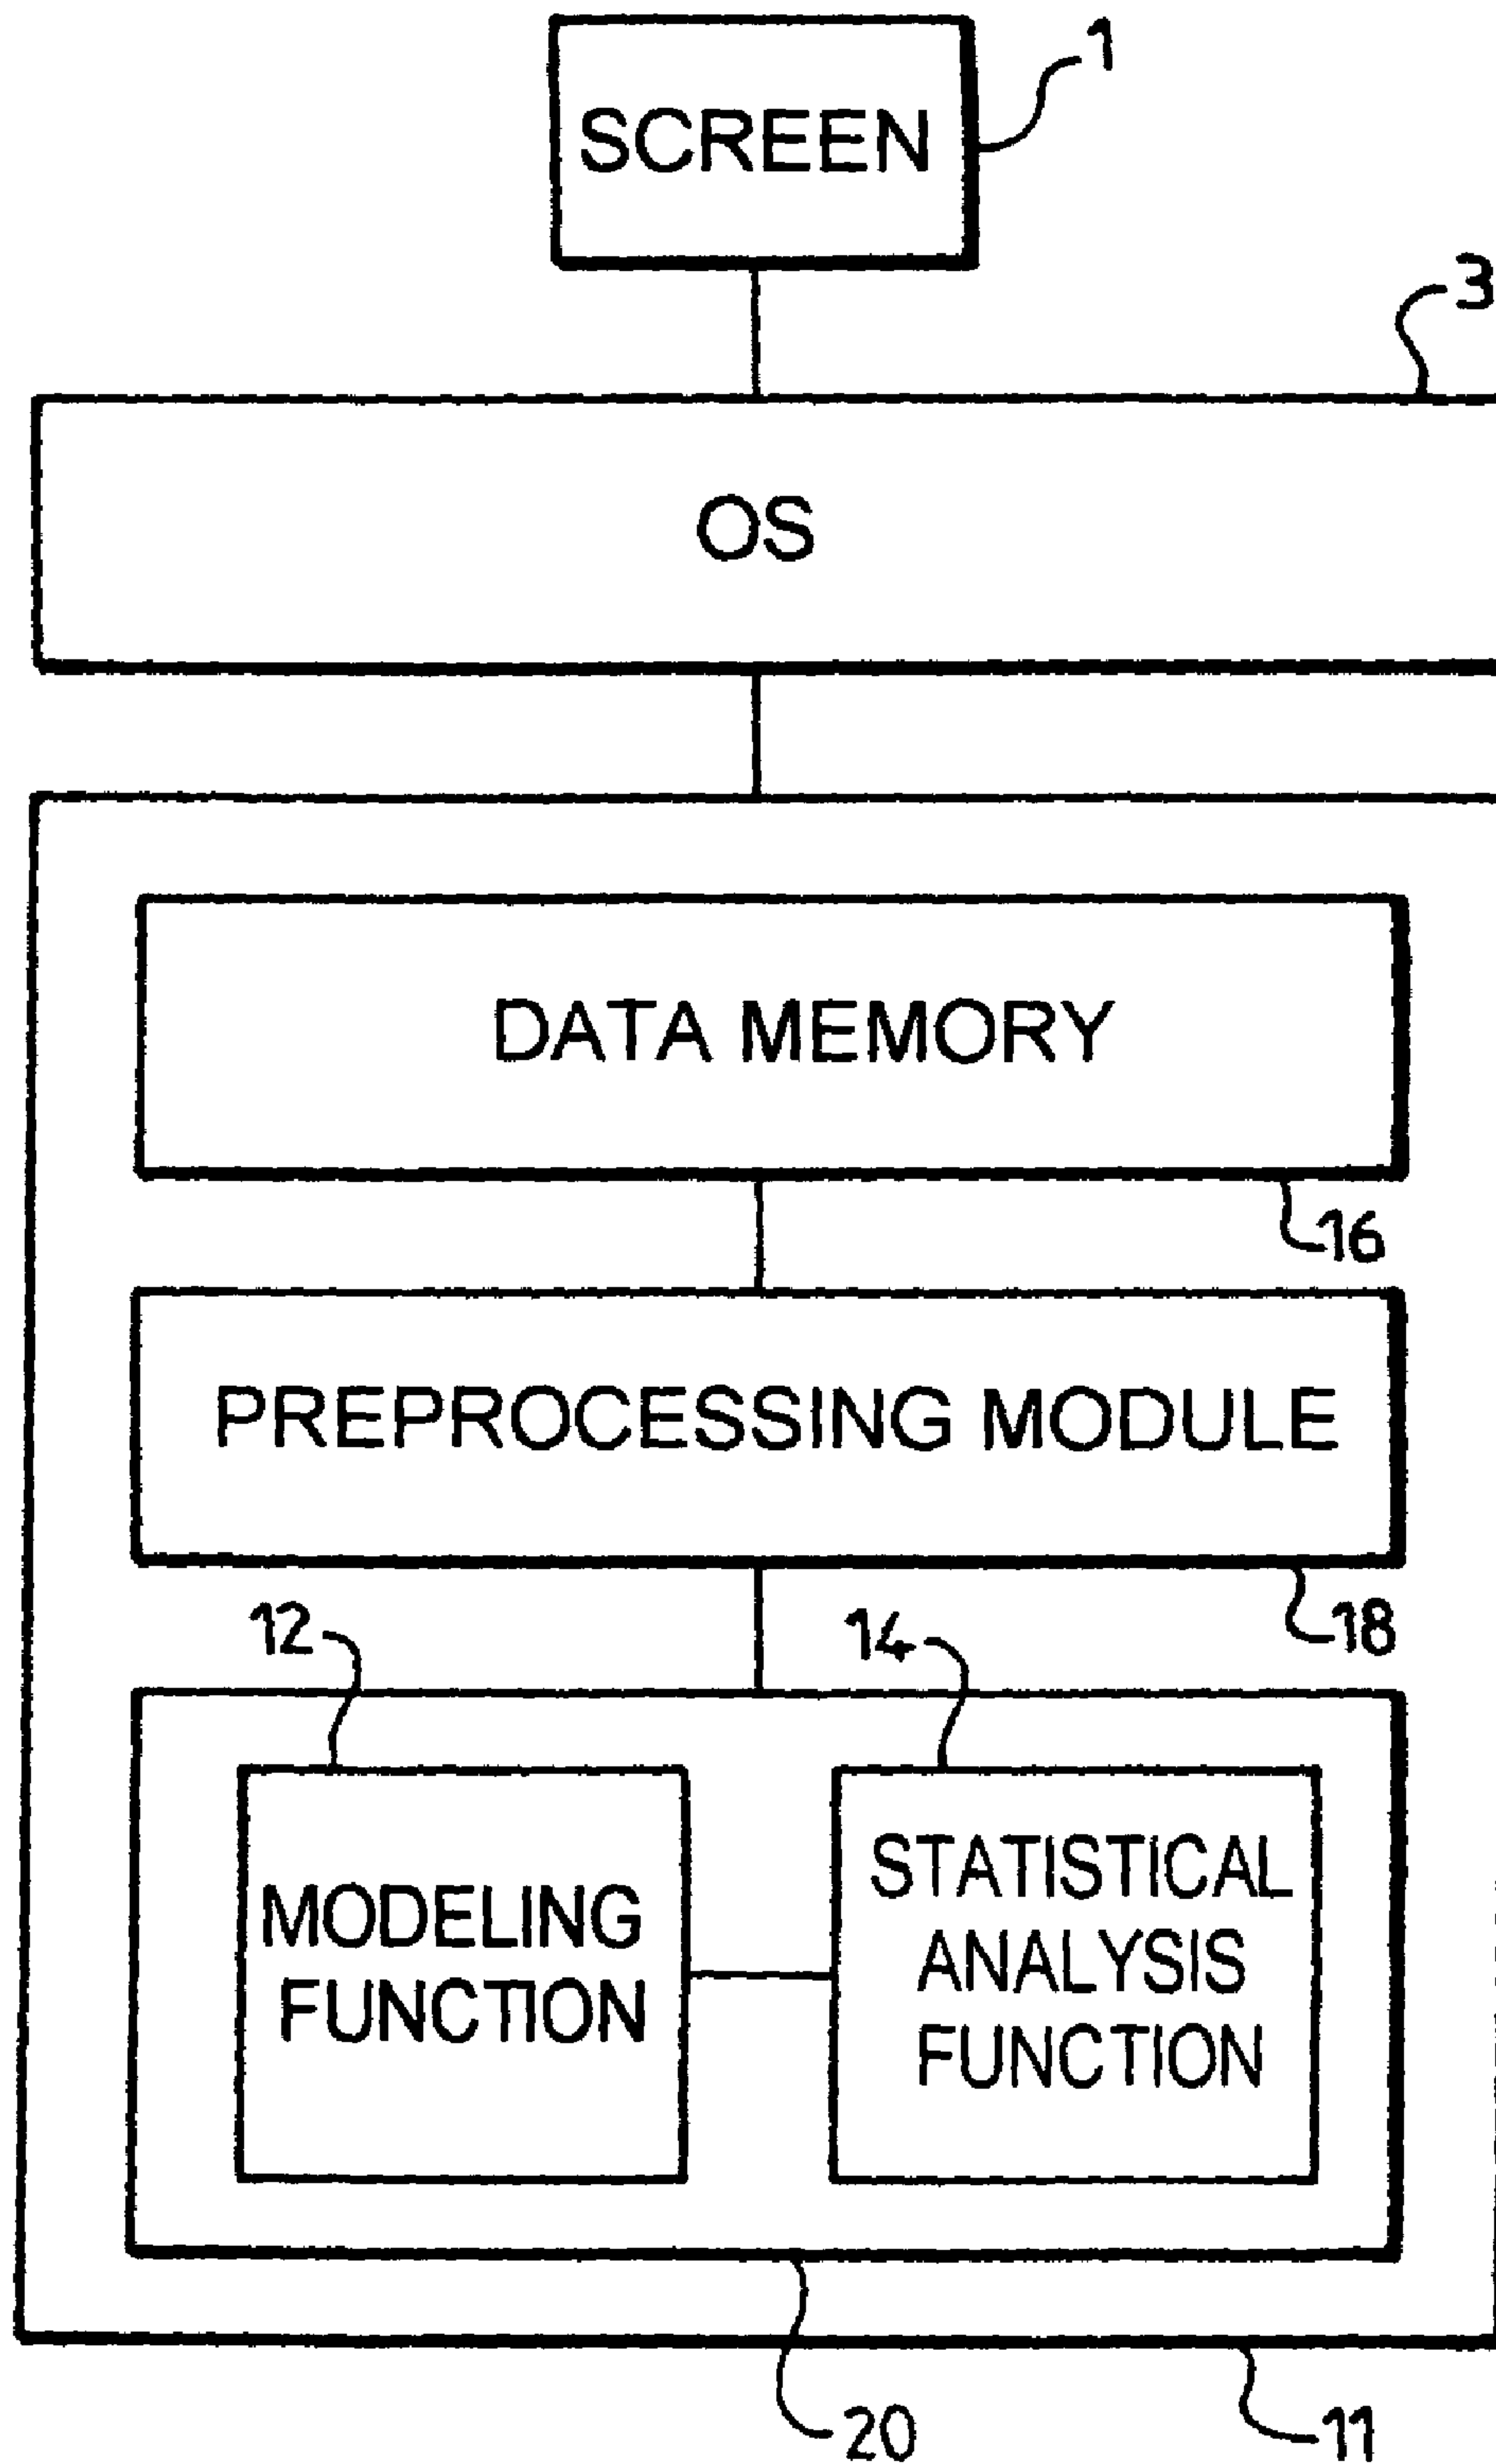 1
SCREEN
3
OS
DATA MEMORY
16
PREPROCESSING MODULE
18
12
14
MODELING
FUNCTION
STATISTICAL
ANALYSIS
FUNCTION
20
11